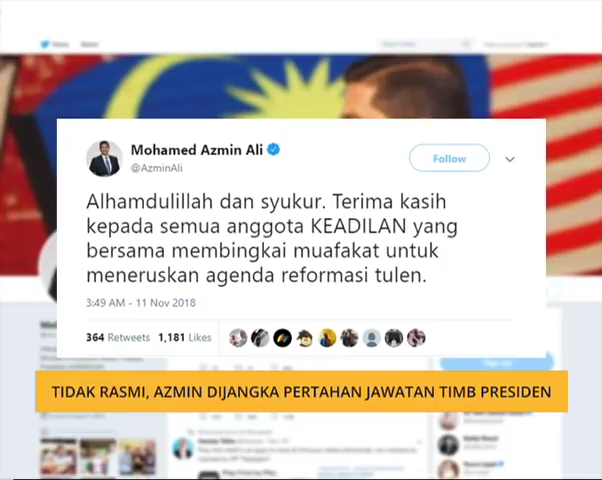 Mohamed Azmin Ali
@AzminAli
Follow
Alhamdulillah dan syukur. Terima kasih
kepada semua anggota KEADILAN yang
bersama membingkai muafakat untuk
meneruskan agenda reformasi tulen.
3:49 AM - 11 Nov 2018
364 Retweets 1,181 Likes
TIDAK RASMI, AZMIN DIJANGKA PERTAHAN JAWATAN TIMB PRESIDEN